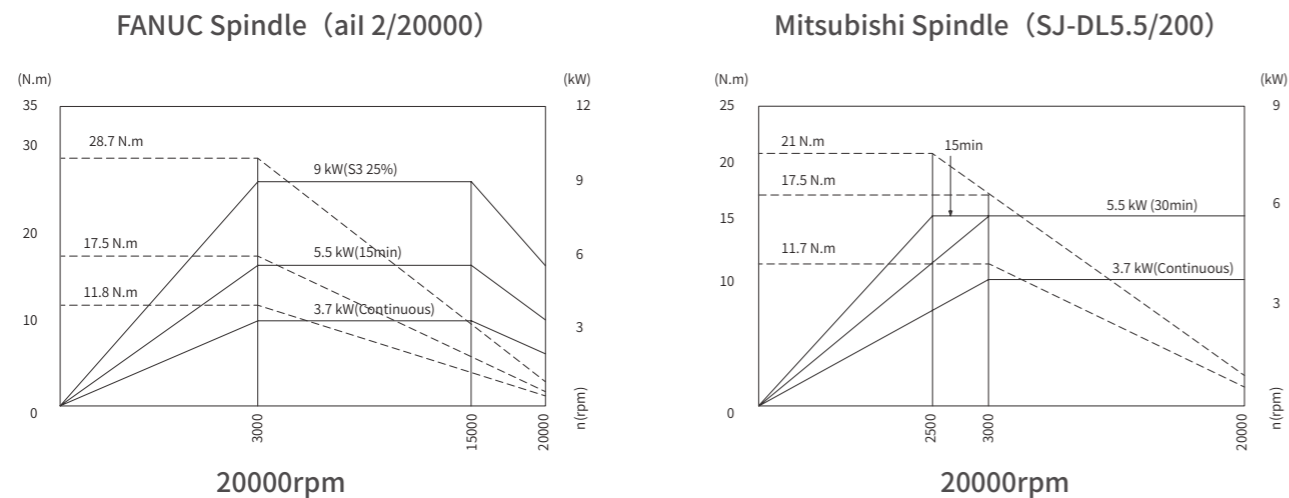 FANUC Spindle（aiI 2/20000）
(N.m)
(kW)
35
30
20
10
0
12
9
6
3
28.7 N.m
17.5 N.m
11.8 N.m
9 kW(S3 25%)
5.5 kW(15min)
3.7 kW(Continuous)
3000
15000
20000
n(rpm)
20000rpm
Mitsubishi Spindle（SJ-DL5.5/200）
(N.m)
(kW)
25
20
15
10
0
9
6
3
21 N.m
17.5 N.m
11.7 N.m
15min
5.5 kW (30min)
3.7 kW(Continuous)
2500
3000
20000
n(rpm)
20000rpm